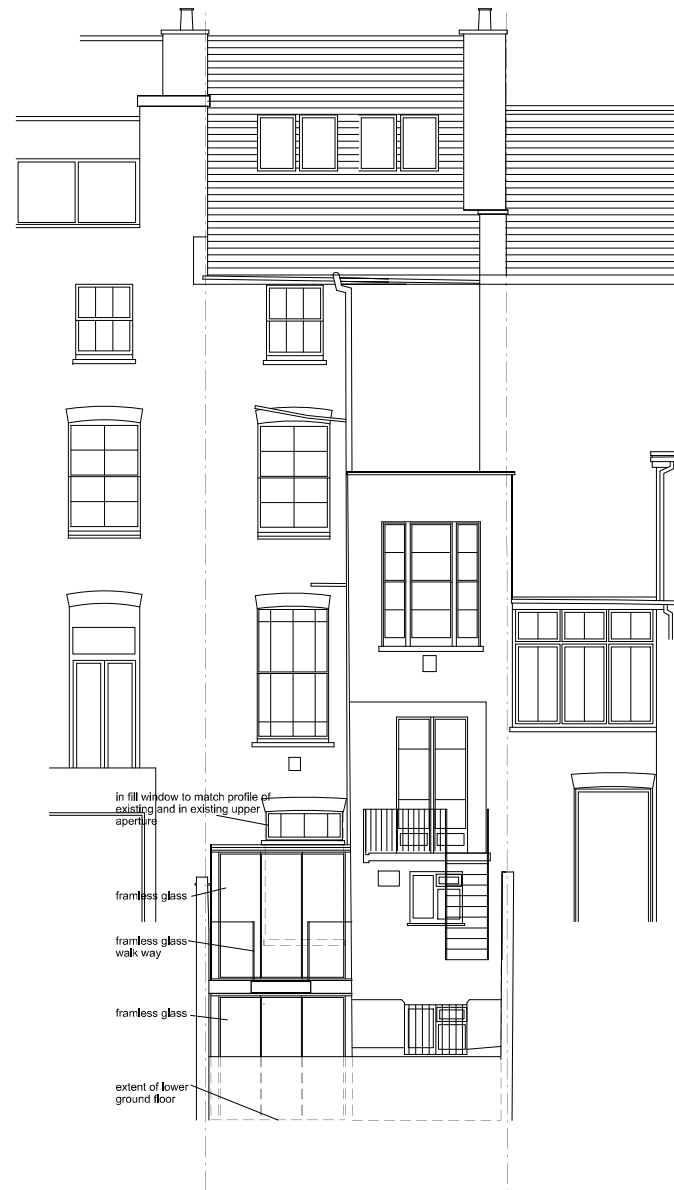 in fill window to match profile of
existing and in existing upper
aperture
framless glass
framless glass
walk way
framless glass
extent of lower
ground floor